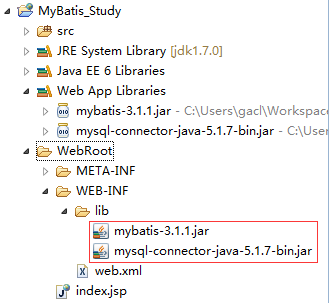 MyBatis_Study
src
JRE System Library [jdk1.7.0]
Java EE 6 Libraries
Web App Libraries
mybatis-3.1.1.jar - C:\Users\gacl\Workspace
mysql-connector-java-5.1.7-bin.jar
WebRoot
META-INF
WEB-INF
lib
mybatis-3.1.1.jar
mysql-connector-java-5.1.7-bin.jar
web.xml
index.jsp